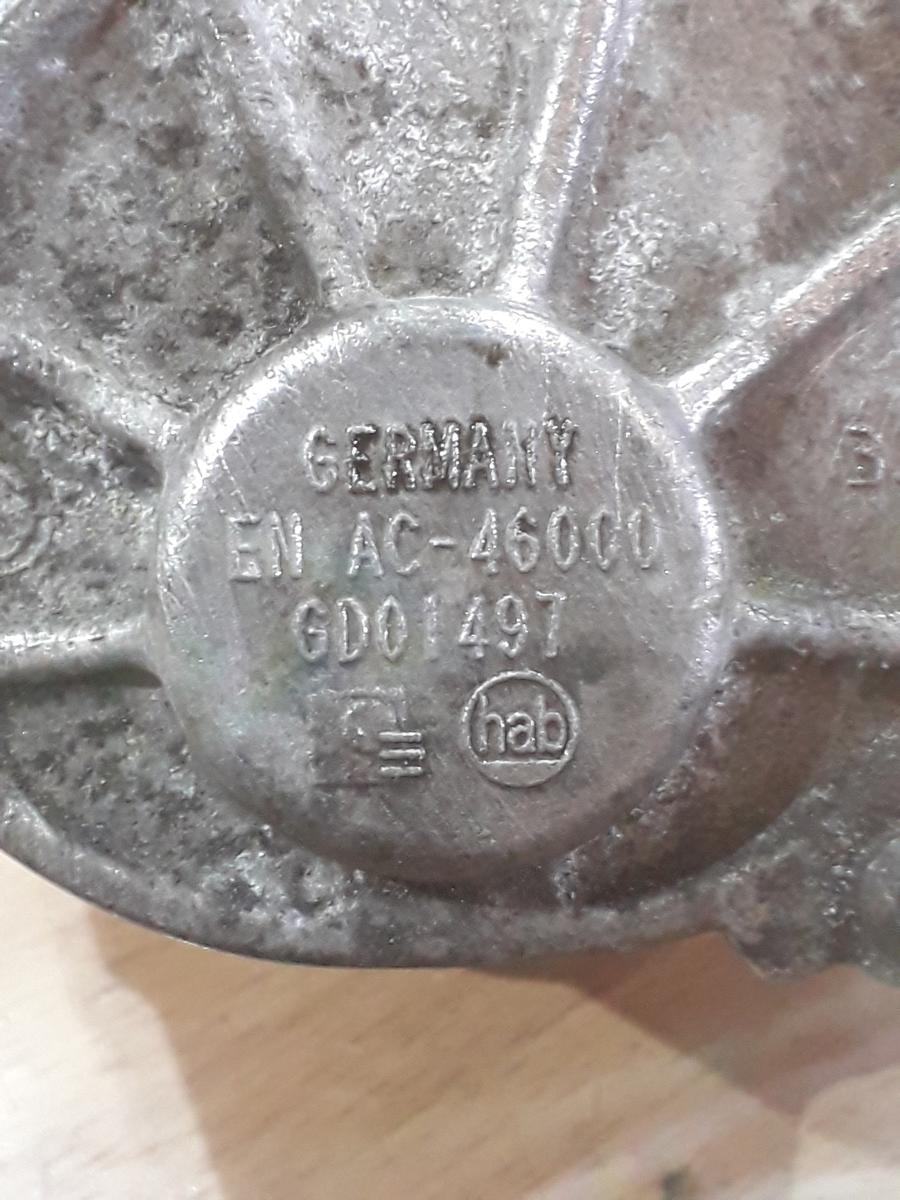 GERMANY
EN AC-46000
GD01497
hab